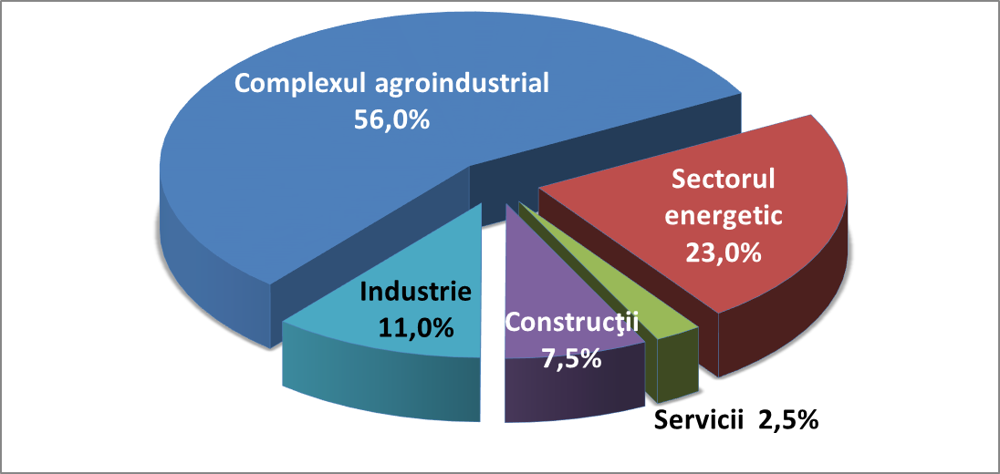 Complexul agroindustrial
56,0%
Sectorul
energetic
23,0%
Industrie
11,0%
Construcţii
7,5%
Servicii 2,5%